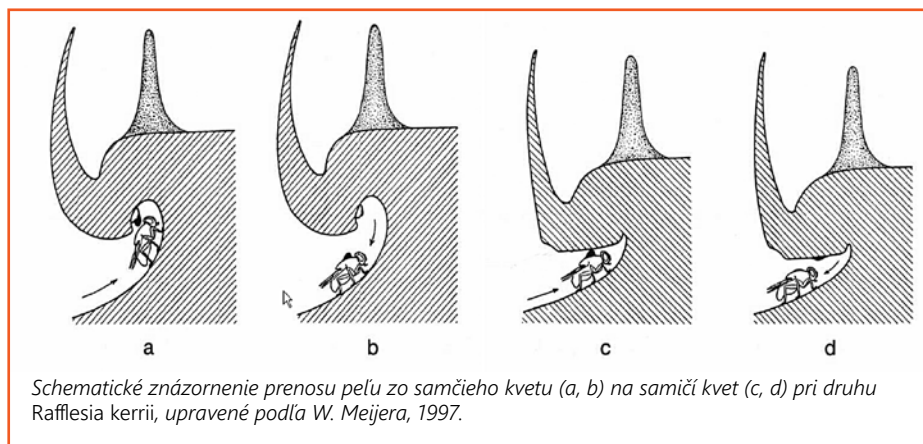 a b c d
Schematické znázornenie prenosu peľu zo samčieho kvetu (a, b) na samičí kvet (c, d) pri druhu
Rafflesia kerrii, upravené podľa W. Meijera, 1997.